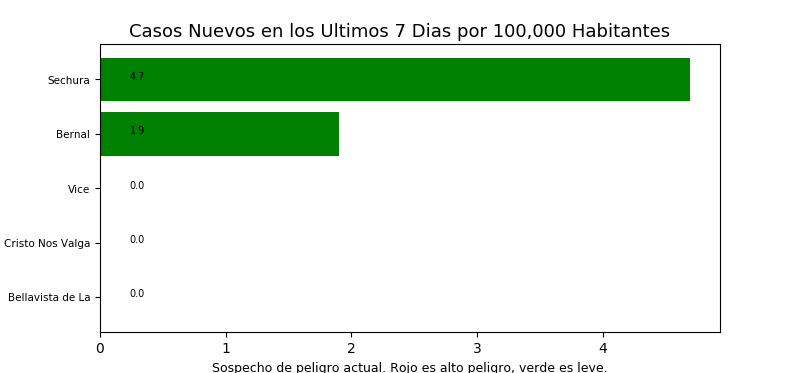 Casos Nuevos en los Ultimos 7 Dias por 100,000 Habitantes
Sechura 4.7
Bernal 1.9
Vice 0.0
Cristo Nos Valga 0.0
Bellavista de La 0.0
0 1 2 3 4
Sospecho de peligro actual. Rojo es alto peligro, verde es leve.